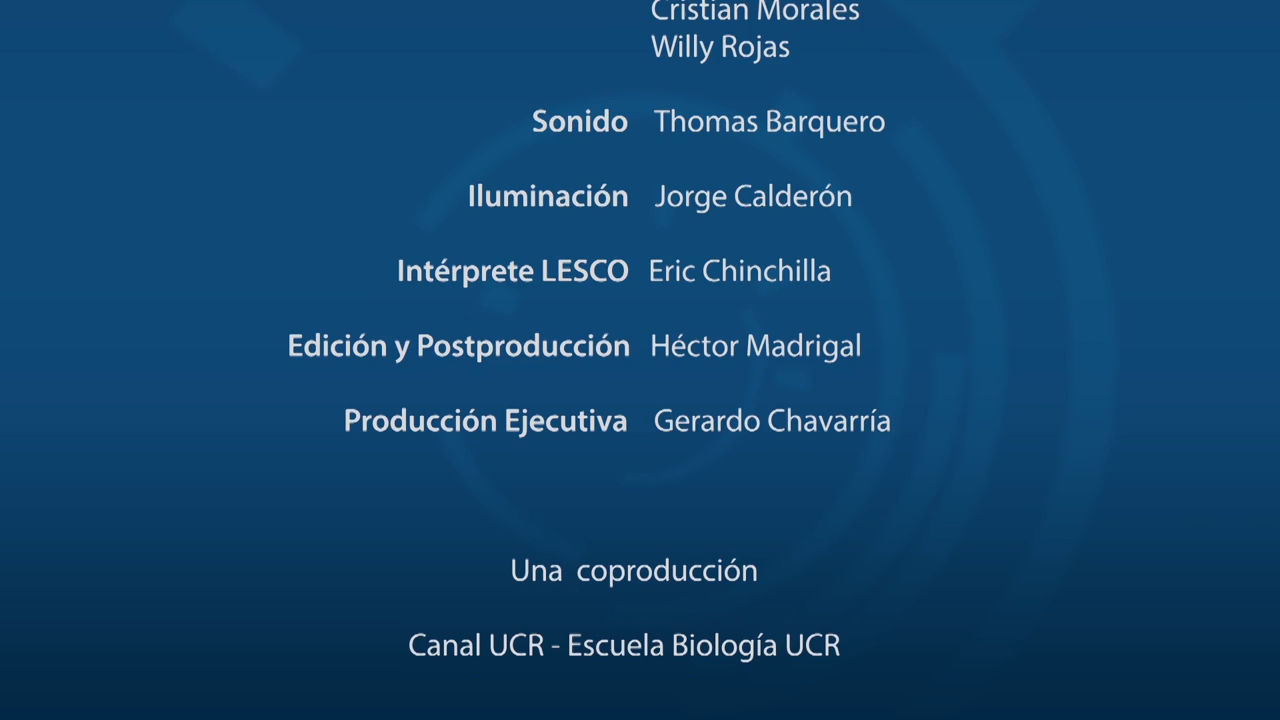 Cristian Morales
Willy Rojas
Sonido Thomas Barquero
Iluminación Jorge Calderón
Intérprete LESCO Eric Chinchilla
Edición y Postproducción Héctor Madrigal
Producción Ejecutiva Gerardo Chavarría
Una coproducción
Canal UCR - Escuela Biología UCR